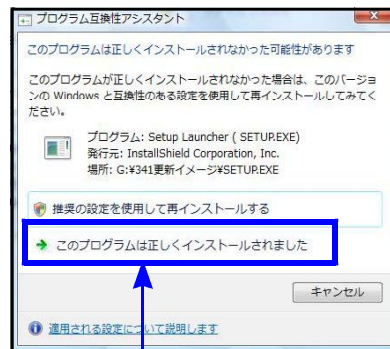 プログラム互換性アシスタント
このプログラムは正しくインストールされなかった可能性があります
このプログラムが正しくインストールされなかった場合は、このバージョ
ンの Windows と互換性のある設定を使用して再インストールしてみてく
ださい。
プログラム: Setup Launcher ( SETUP.EXE)
発行元: InstallShield Corporation, Inc.
場所: G:¥341更新イメージ¥SETUP.EXE
推奨の設定を使用して再インストールする
このプログラムは正しくインストールされました
キャンセル
適用される設定について説明します